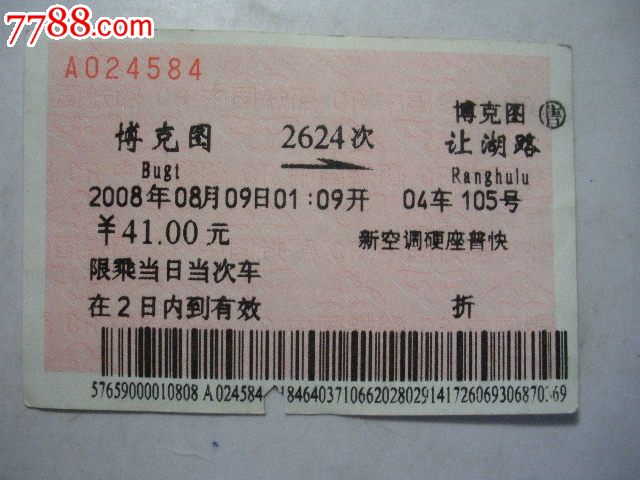 7788.com
A024584
博克图 售
博克图 2624次 让湖路
Bugt Ranghulu
2008年08月09日01:09开 04车 105号
¥41.00元 新空调硬座普快
限乘当日当次车
在2日内到有效 折
57659000010808 A024584 1846403710662028029141726069306870369